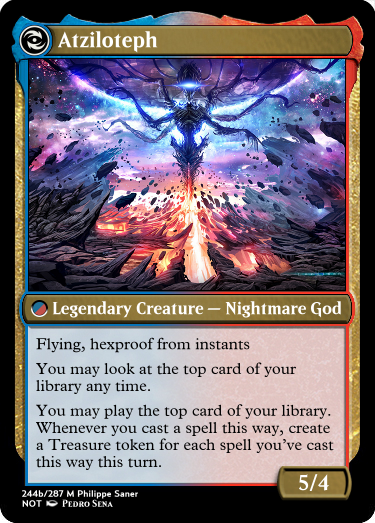 Atziloteph
Legendary Creature — Nightmare God
Flying, hexproof from instants
You may look at the top card of your
library any time.
You may play the top card of your library.
Whenever you cast a spell this way, create
a Treasure token for each spell you've cast
this way this turn.
5/4
244b/287 M Philippe Saner
NOT Pedro Sena